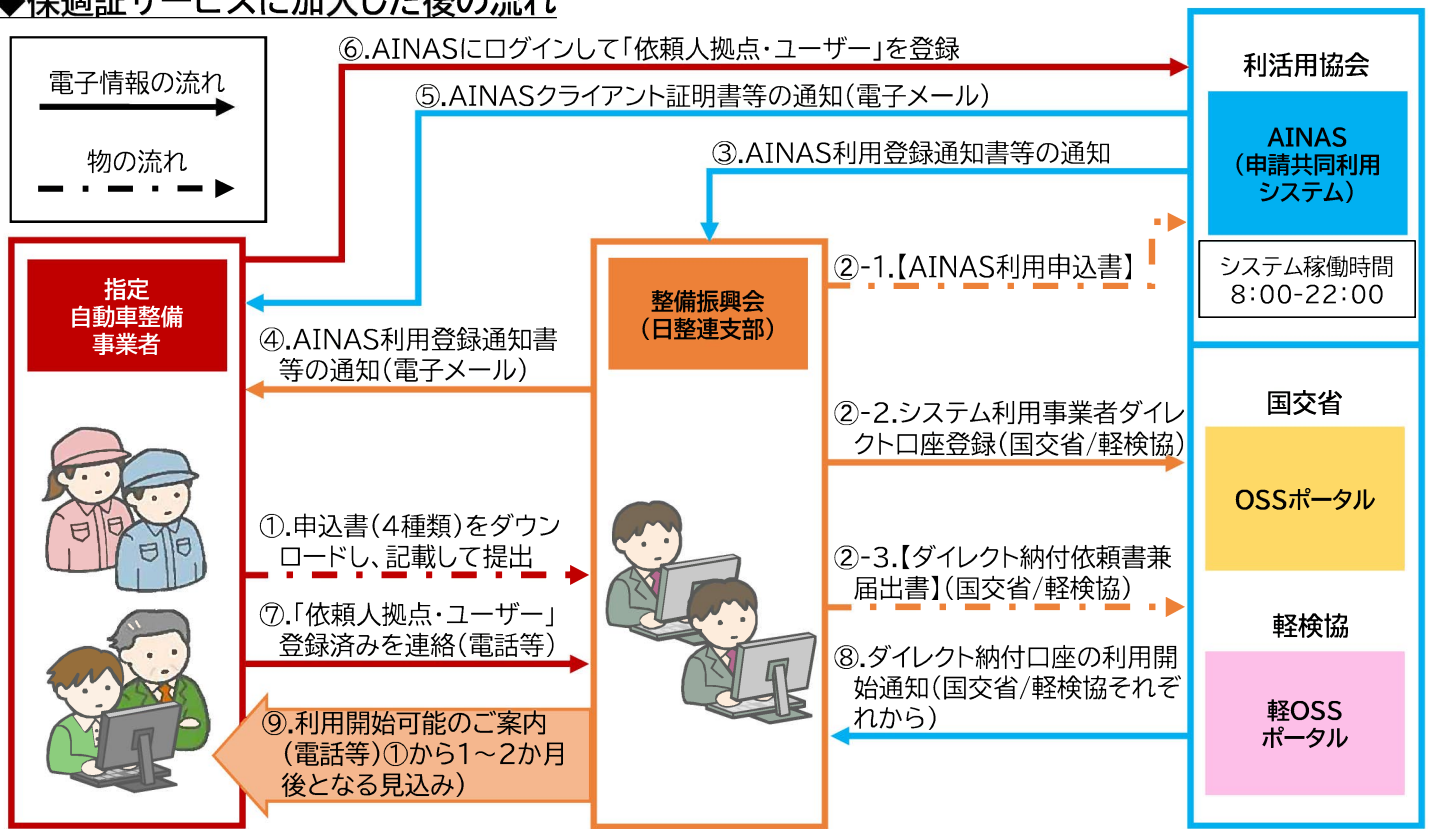 ◆保適証サービスに加入した後の流れ
電子情報の流れ
物の流れ
⑥.AINASにログインして｢依頼人拠点･ユーザー｣を登録
⑤.AINASクライアント証明書等の通知(電子メール)
③.AINAS利用登録通知書等の通知
利活用協会
AINAS
(申請共同利用
システム)
システム稼働時間
8:00-22:00
②-1.【AINAS利用申込書】
指定
自動車整備
事業者
整備振興会
(日整連支部)
④.AINAS利用登録通知書
等の通知(電子メール)
②-2.システム利用事業者ダイレ
クト口座登録(国交省/軽検協)
国交省
OSSポータル
①.申込書(4種類)をダウン
ロードし､記載して提出
②-3.【ダイレクト納付依頼書兼
届出書】(国交省/軽検協)
⑦.｢依頼人拠点･ユーザー｣
登録済みを連絡(電話等)
軽検協
軽OSS
ポータル
⑧.ダイレクト納付口座の利用開
始通知(国交省/軽検協それぞ
れから)
⑨.利用開始可能のご案内
(電話等)①から1～2か月
後となる見込み)